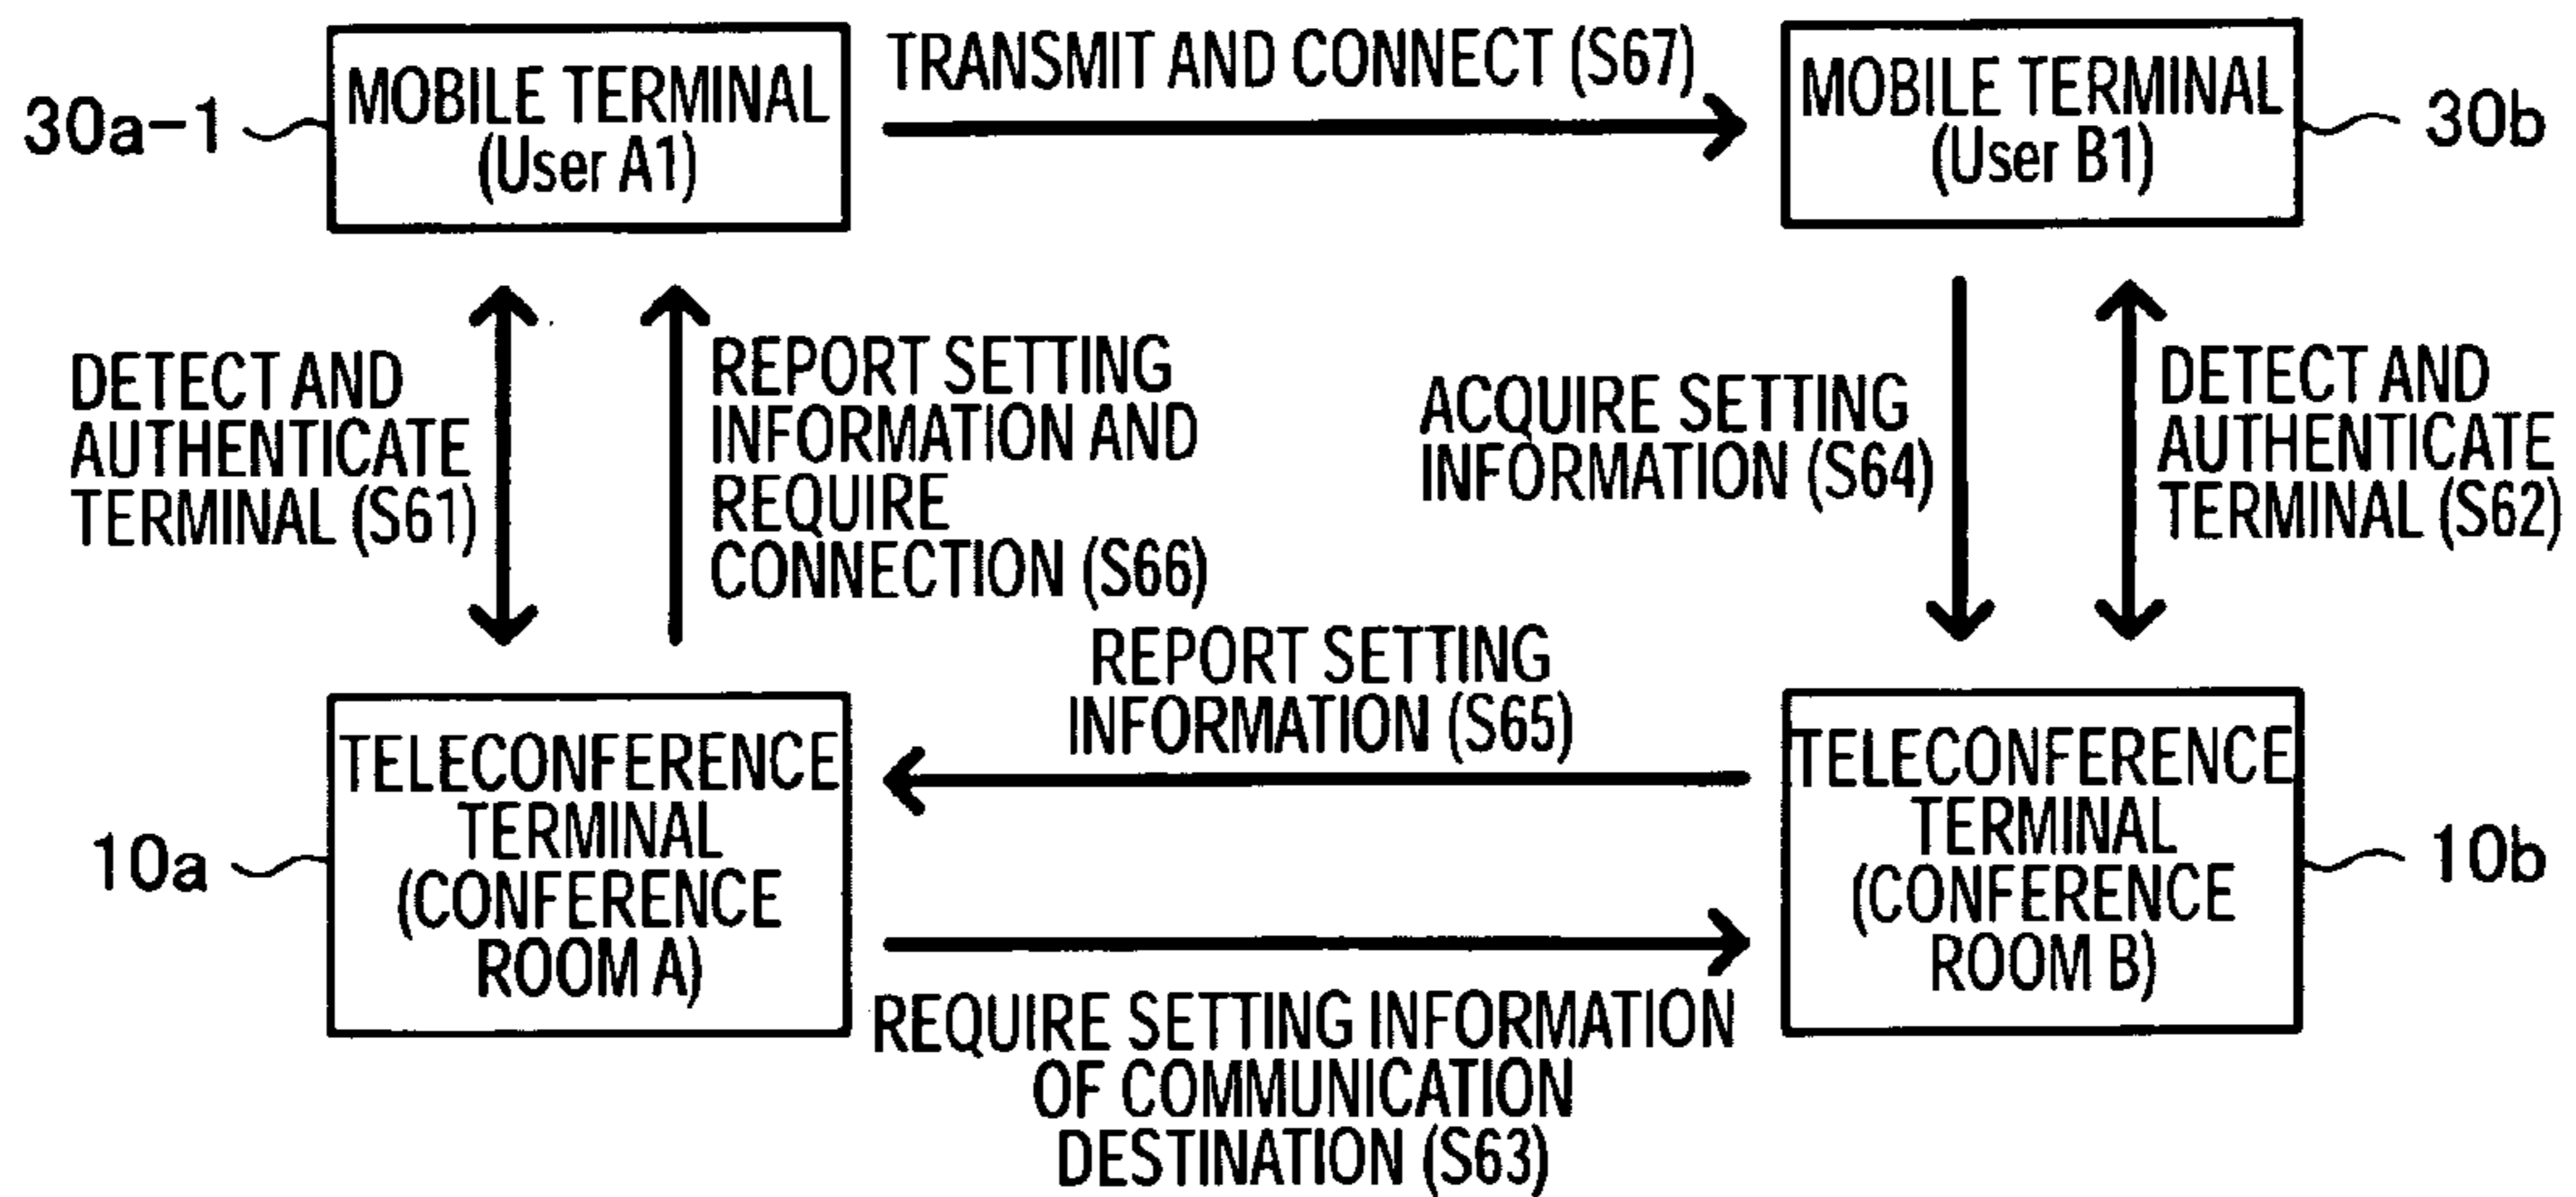 30a-1
MOBILE TERMINAL
(User A1)
TRANSMIT AND CONNECT (S67)
MOBILE TERMINAL
(User B1)
30b
DETECT AND
AUTHENTICATE
TERMINAL (S61)
REPORT SETTING
INFORMATION AND
REQUIRE
CONNECTION (S66)
ACQUIRE SETTING
INFORMATION (S64)
DETECT AND
AUTHENTICATE
TERMINAL (S62)
REPORT SETTING
INFORMATION (S65)
10a
TELECONFERENCE
TERMINAL
(CONFERENCE
ROOM A)
TELECONFERENCE
TERMINAL
(CONFERENCE
ROOM B)
10b
REQUIRE SETTING INFORMATION
OF COMMUNICATION
DESTINATION (S63)